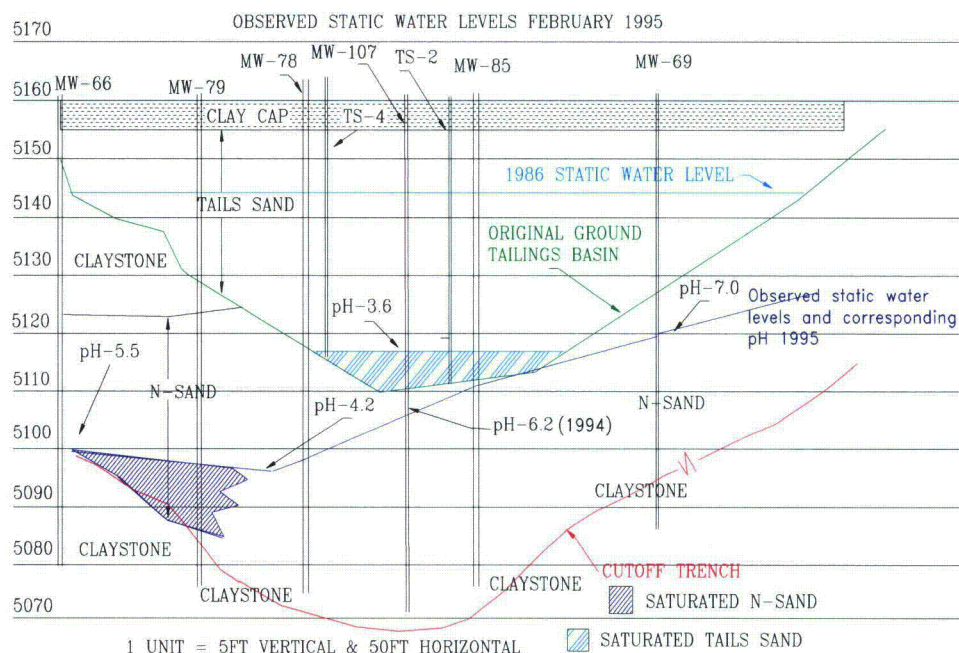 OBSERVED STATIC WATER LEVELS FEBRUARY 1995
5170
MW-107
TS-2
MW-78
MW-85
MW-69
MW-66
MW-79
5160
CLAY CAP
TS-4
5150
1986 STATIC WATER LEVEL
5140
TAILS SAND
ORIGINAL GROUND
TAILINGS BASIN
CLAYSTONE
5130
pH-7.0
pH-3.6
Observed static water
levels and corresponding
pH 1995
5120
pH-5.5
5110
N-SAND
pH-4.2
N-SAND
pH-6.2 (1994)
5100
5090
CLAYSTONE
CLAYSTONE
5080
CUTOFF TRENCH
CLAYSTONE
CLAYSTONE
SATURATED N-SAND
5070
1 UNIT = 5FT VERTICAL & 50FT HORIZONTAL
SATURATED TAILS SAND